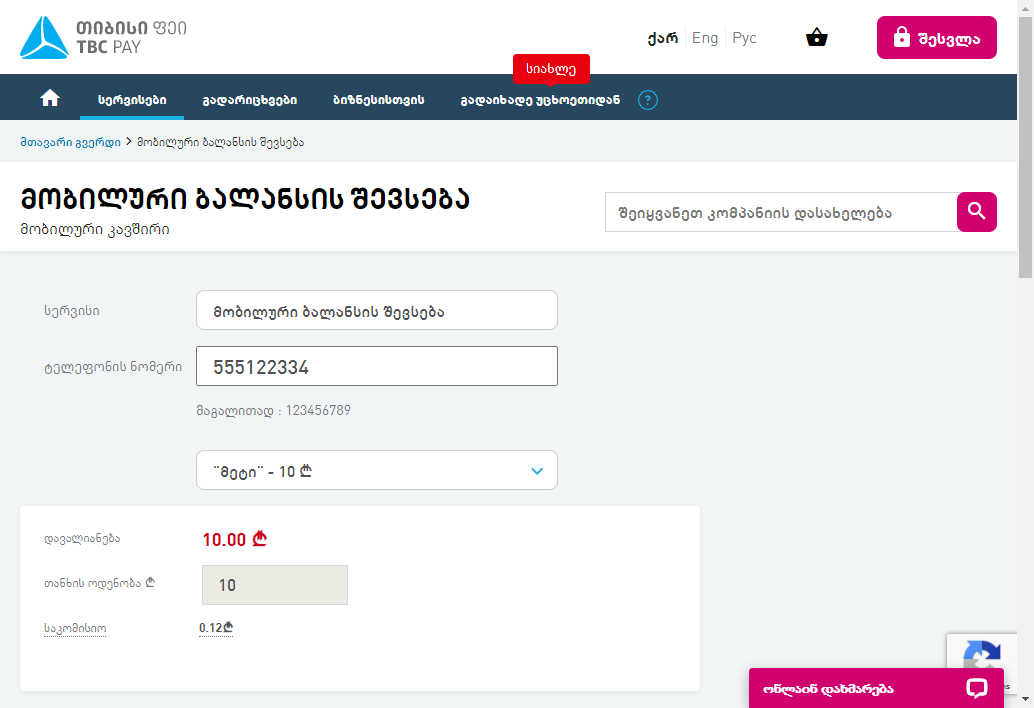 თიბისი ფეი
TBC PAY
ქარ Eng Рус
შესვლა
სიახლე
სერვისები გადარიცხვები ბიზნესისთვის გადაიხადე უცხოეთიდან ?
მთავარი გვერდი > მობილური ბალანსის შევსება
მობილური ბალანსის შევსება
მობილური კავშირი
შეიყვანეთ კომპანიის დასახელება
სერვისი მობილური ბალანსის შევსება
ტელეფონის ნომერი 555122334
მაგალითად : 123456789
"მეტი" - 10 ₾
დავალიანება 10.00 ₾
თანხის ოდენობა ₾ 10
საკომისიო 0.12₾
ონლაინ დახმარება